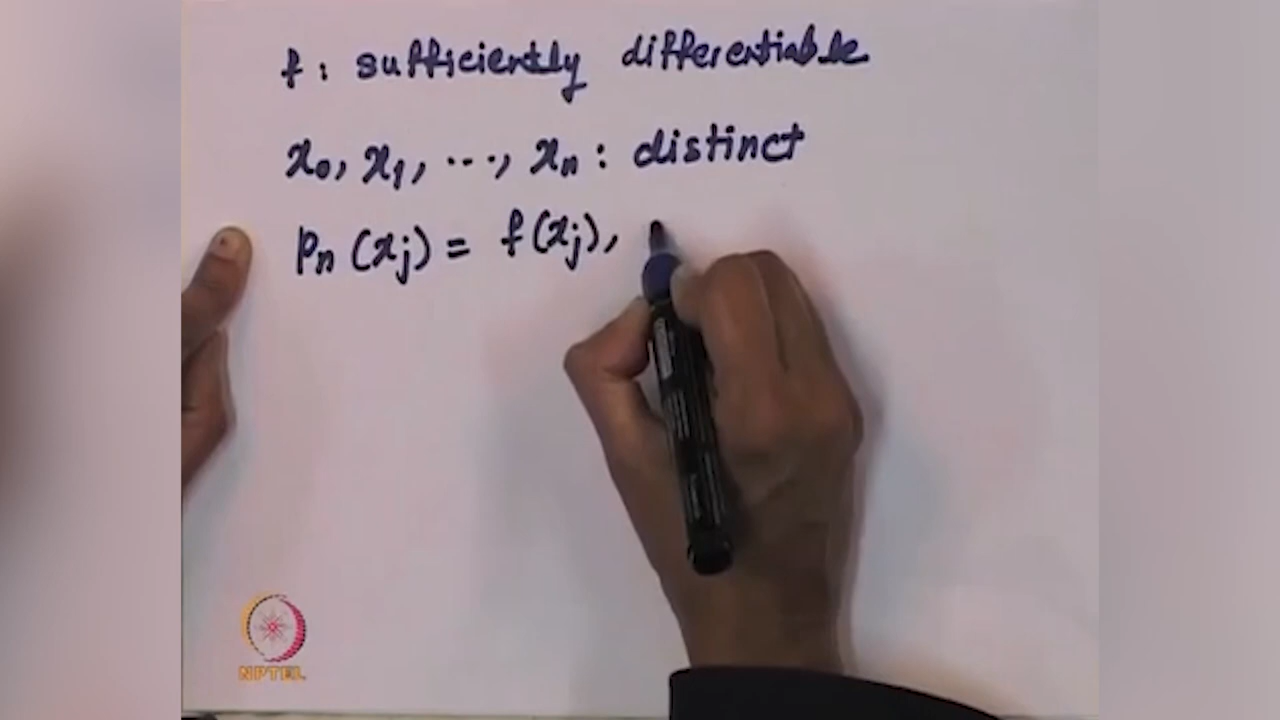 f : sufficiently differentiable
x₀, x₁, ..., xₙ : distinct
pₙ (xⱼ) = f(xⱼ),
NPTEL